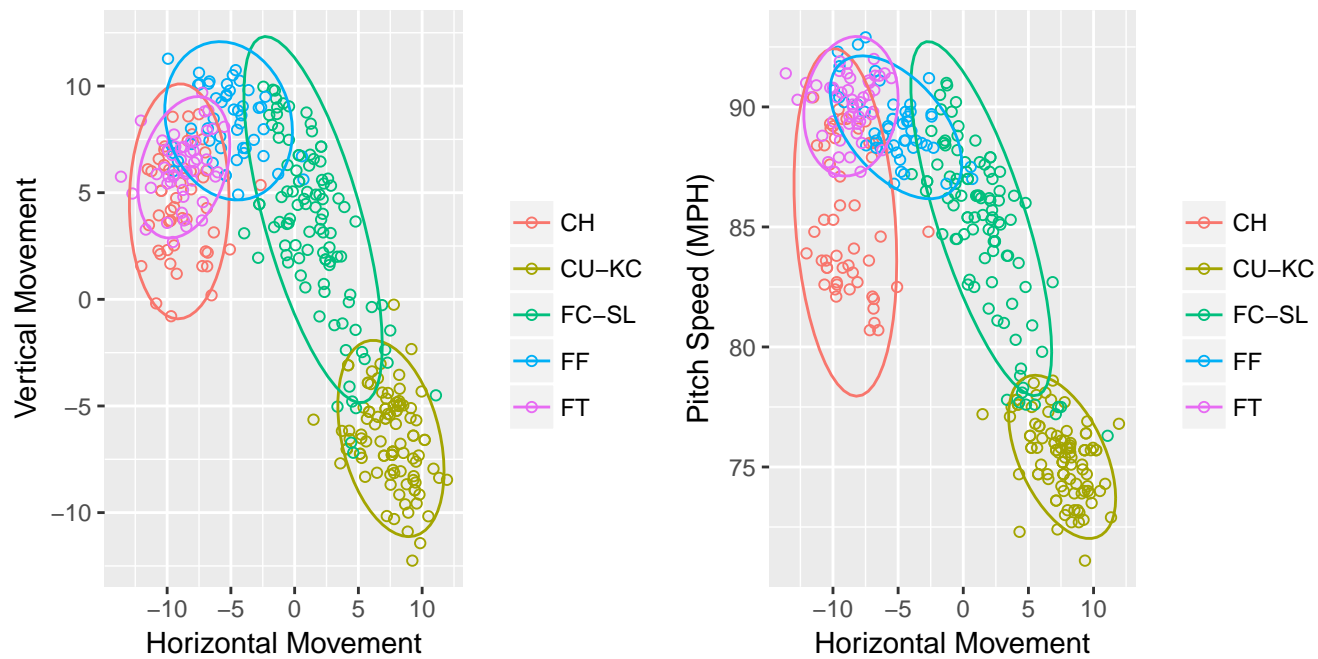 Vertical Movement
10
5
0
−5
−10
−10 −5 0 5 10
Horizontal Movement
CH
CU−KC
FC−SL
FF
FT
Pitch Speed (MPH)
90
85
80
75
−10 −5 0 5 10
Horizontal Movement
CH
CU−KC
FC−SL
FF
FT